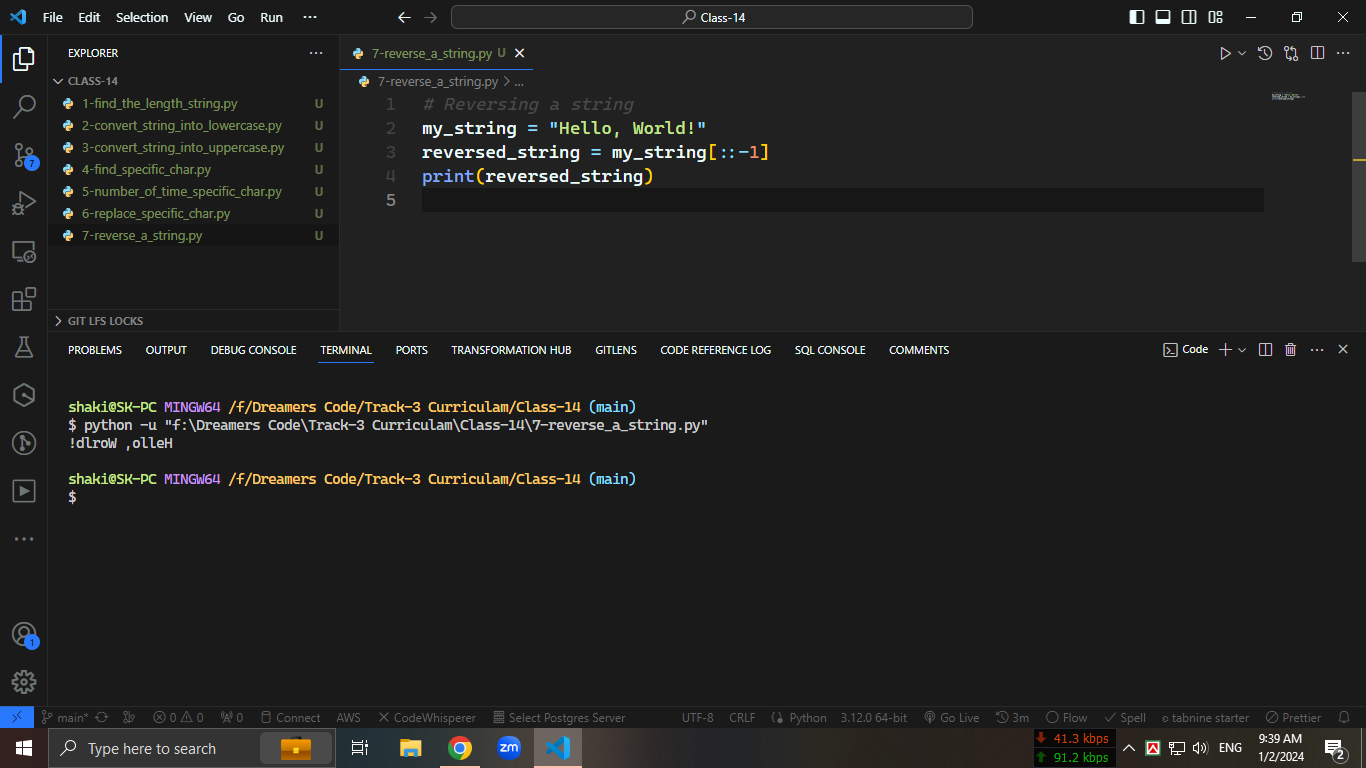 File Edit Selection View Go Run ··· Class-14
EXPLORER ···
CLASS-14
1-find_the_length_string.py U
2-convert_string_into_lowercase.py U
3-convert_string_into_uppercase.py U
4-find_specific_char.py U
5-number_of_time_specific_char.py U
6-replace_specific_char.py U
7-reverse_a_string.py U
GIT LFS LOCKS
7
1
7-reverse_a_string.py U
7-reverse_a_string.py > ...
1 # Reversing a string
2 my_string = "Hello, World!"
3 reversed_string = my_string[::-1]
4 print(reversed_string)
5
PROBLEMS OUTPUT DEBUG CONSOLE TERMINAL PORTS TRANSFORMATION HUB GITLENS CODE REFERENCE LOG SQL CONSOLE COMMENTS Code
shaki@SK-PC MINGW64 /f/Dreamers Code/Track-3 Curriculam/Class-14 (main)
$ python -u "f:\Dreamers Code\Track-3 Curriculam\Class-14\7-reverse_a_string.py"
!dlroW ,olleH
shaki@SK-PC MINGW64 /f/Dreamers Code/Track-3 Curriculam/Class-14 (main)
$
main* 0 0 0 Connect AWS CodeWhisperer Select Postgres Server UTF-8 CRLF Python 3.12.0 64-bit Go Live 3m Flow Spell tabnine starter Prettier
Type here to search zm 41.3 kbps ENG 9:39 AM
91.2 kbps 1/2/2024 2